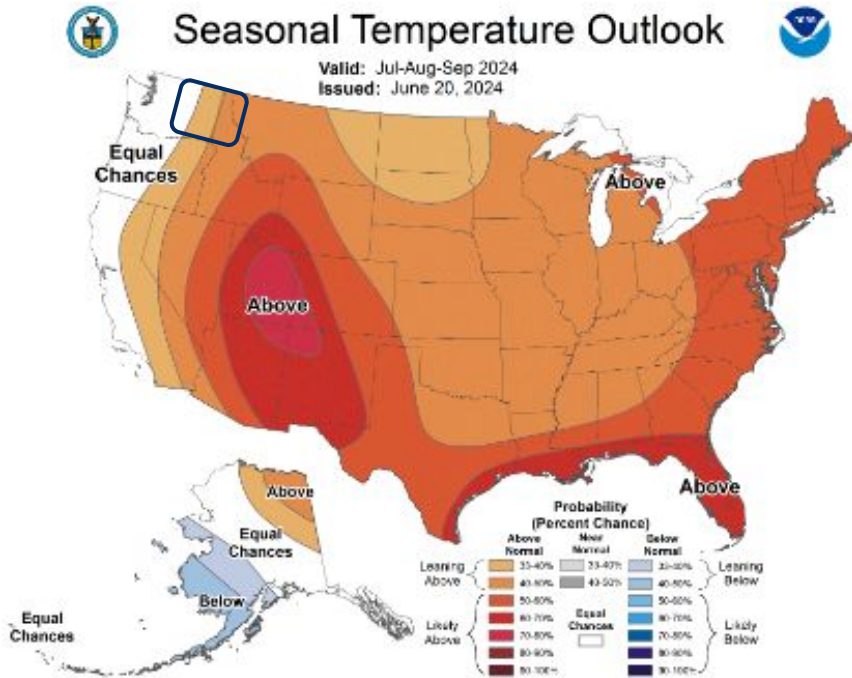 Seasonal Temperature Outlook
Valid: Jul-Aug-Sep 2024
Issued: June 20, 2024
Equal
Chances
Above
Above
Above
Above
Equal
Chances
Below
Equal
Chances
Probability
(Percent Chance)
Above
Normal
Near
Normal
Below
Normal
Leaning
Above
33-40%
40-50%
33-40%
40-50%
33-40%
40-50%
Leaning
Below
Likely
Above
50-60%
60-70%
70-80%
80-90%
90-100%
Equal
Chances
50-60%
60-70%
70-80%
80-90%
90-100%
Likely
Below